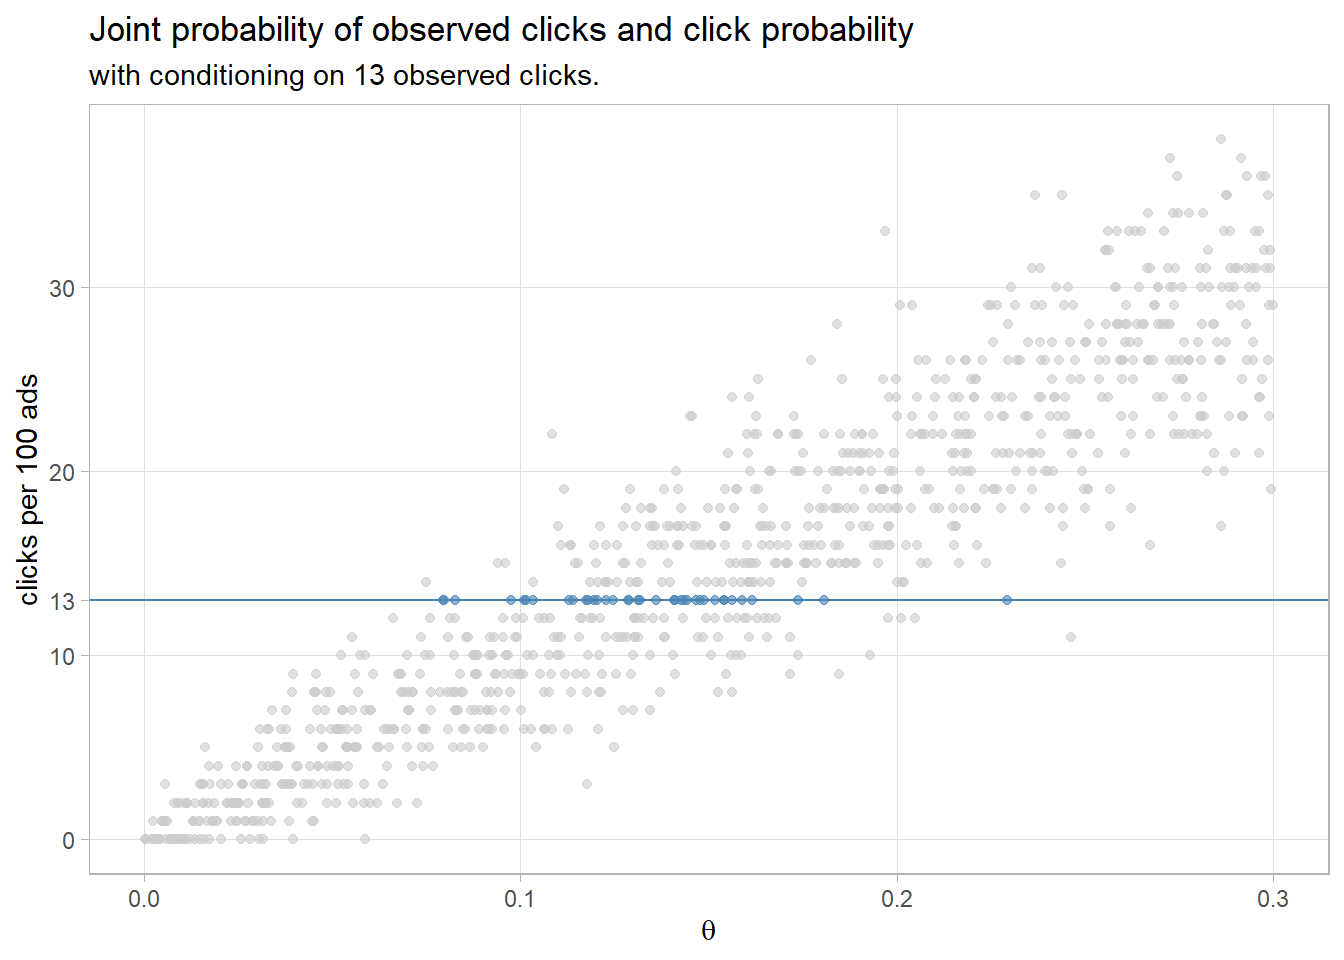 Joint probability of observed clicks and click probability
with conditioning on 13 observed clicks.
clicks per 100 ads
30
20
13
10
0
0.0 0.1 0.2 0.3
θ